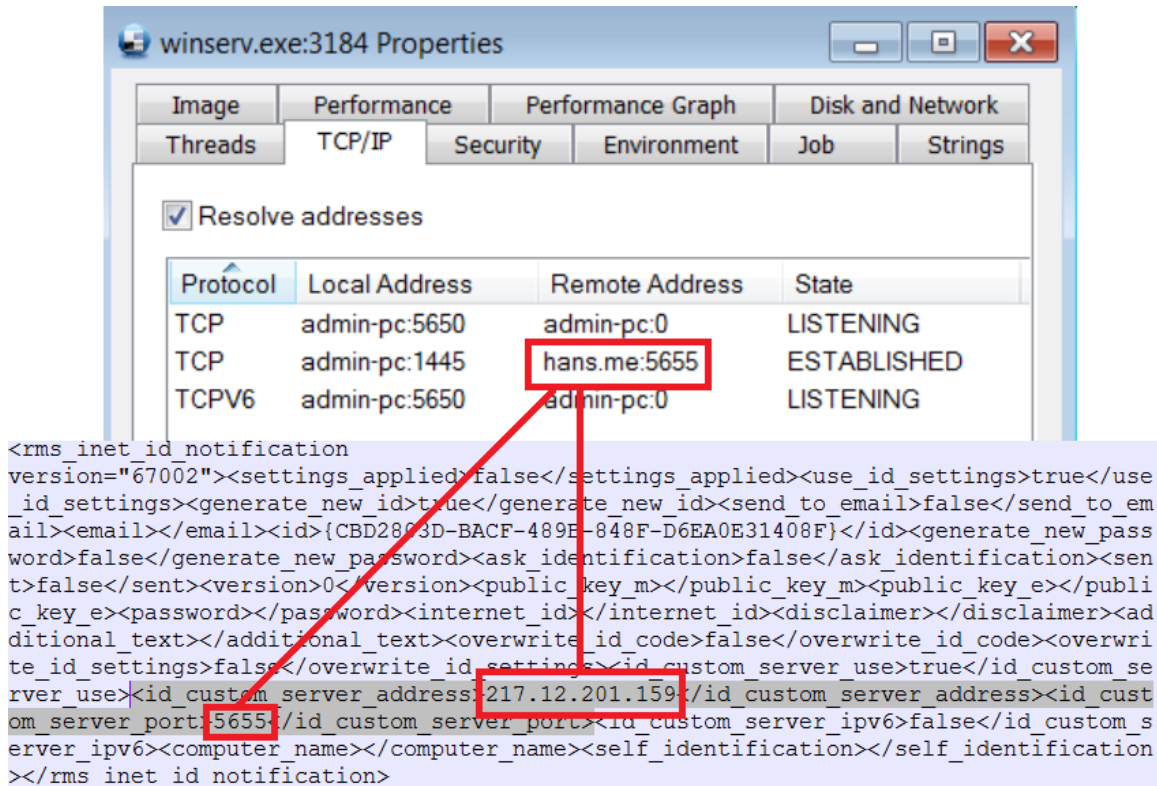 winserv.exe:3184 Properties
Image Performance Performance Graph Disk and Network
Threads TCP/IP Security Environment Job Strings
Resolve addresses
Protocol Local Address Remote Address State
TCP admin-pc:5650 admin-pc:0 LISTENING
TCP admin-pc:1445 hans.me:5655 ESTABLISHED
TCPV6 admin-pc:5650 admin-pc:0 LISTENING
<rms_inet_id_notification
version="67002"><settings_applied>false</settings_applied><use_id_settings>true</use
_id_settings><generate_new_id>true</generate_new_id><send_to_email>false</send_to_em
ail><email></email><id>{CBD2803D-BACF-489E-848F-D6EA0E31408F}</id><generate_new_pass
word>false</generate_new_password><ask_identification>false</ask_identification><sen
t>false</sent><version>0</version><public_key_m></public_key_m><public_key_e></publi
c_key_e><password></password><internet_id></internet_id><disclaimer></disclaimer><ad
ditional_text></additional_text><overwrite_id_code>false</overwrite_id_code><overwri
te_id_settings>false</overwrite_id_settings><id_custom_server_use>true</id_custom_se
rver_use><id_custom_server_address>217.12.201.159</id_custom_server_address><id_cust
om_server_port>5655</id_custom_server_port><id_custom_server_ipv6>false</id_custom_s
erver_ipv6><computer_name></computer_name><self_identification></self_identification
></rms_inet_id_notification>